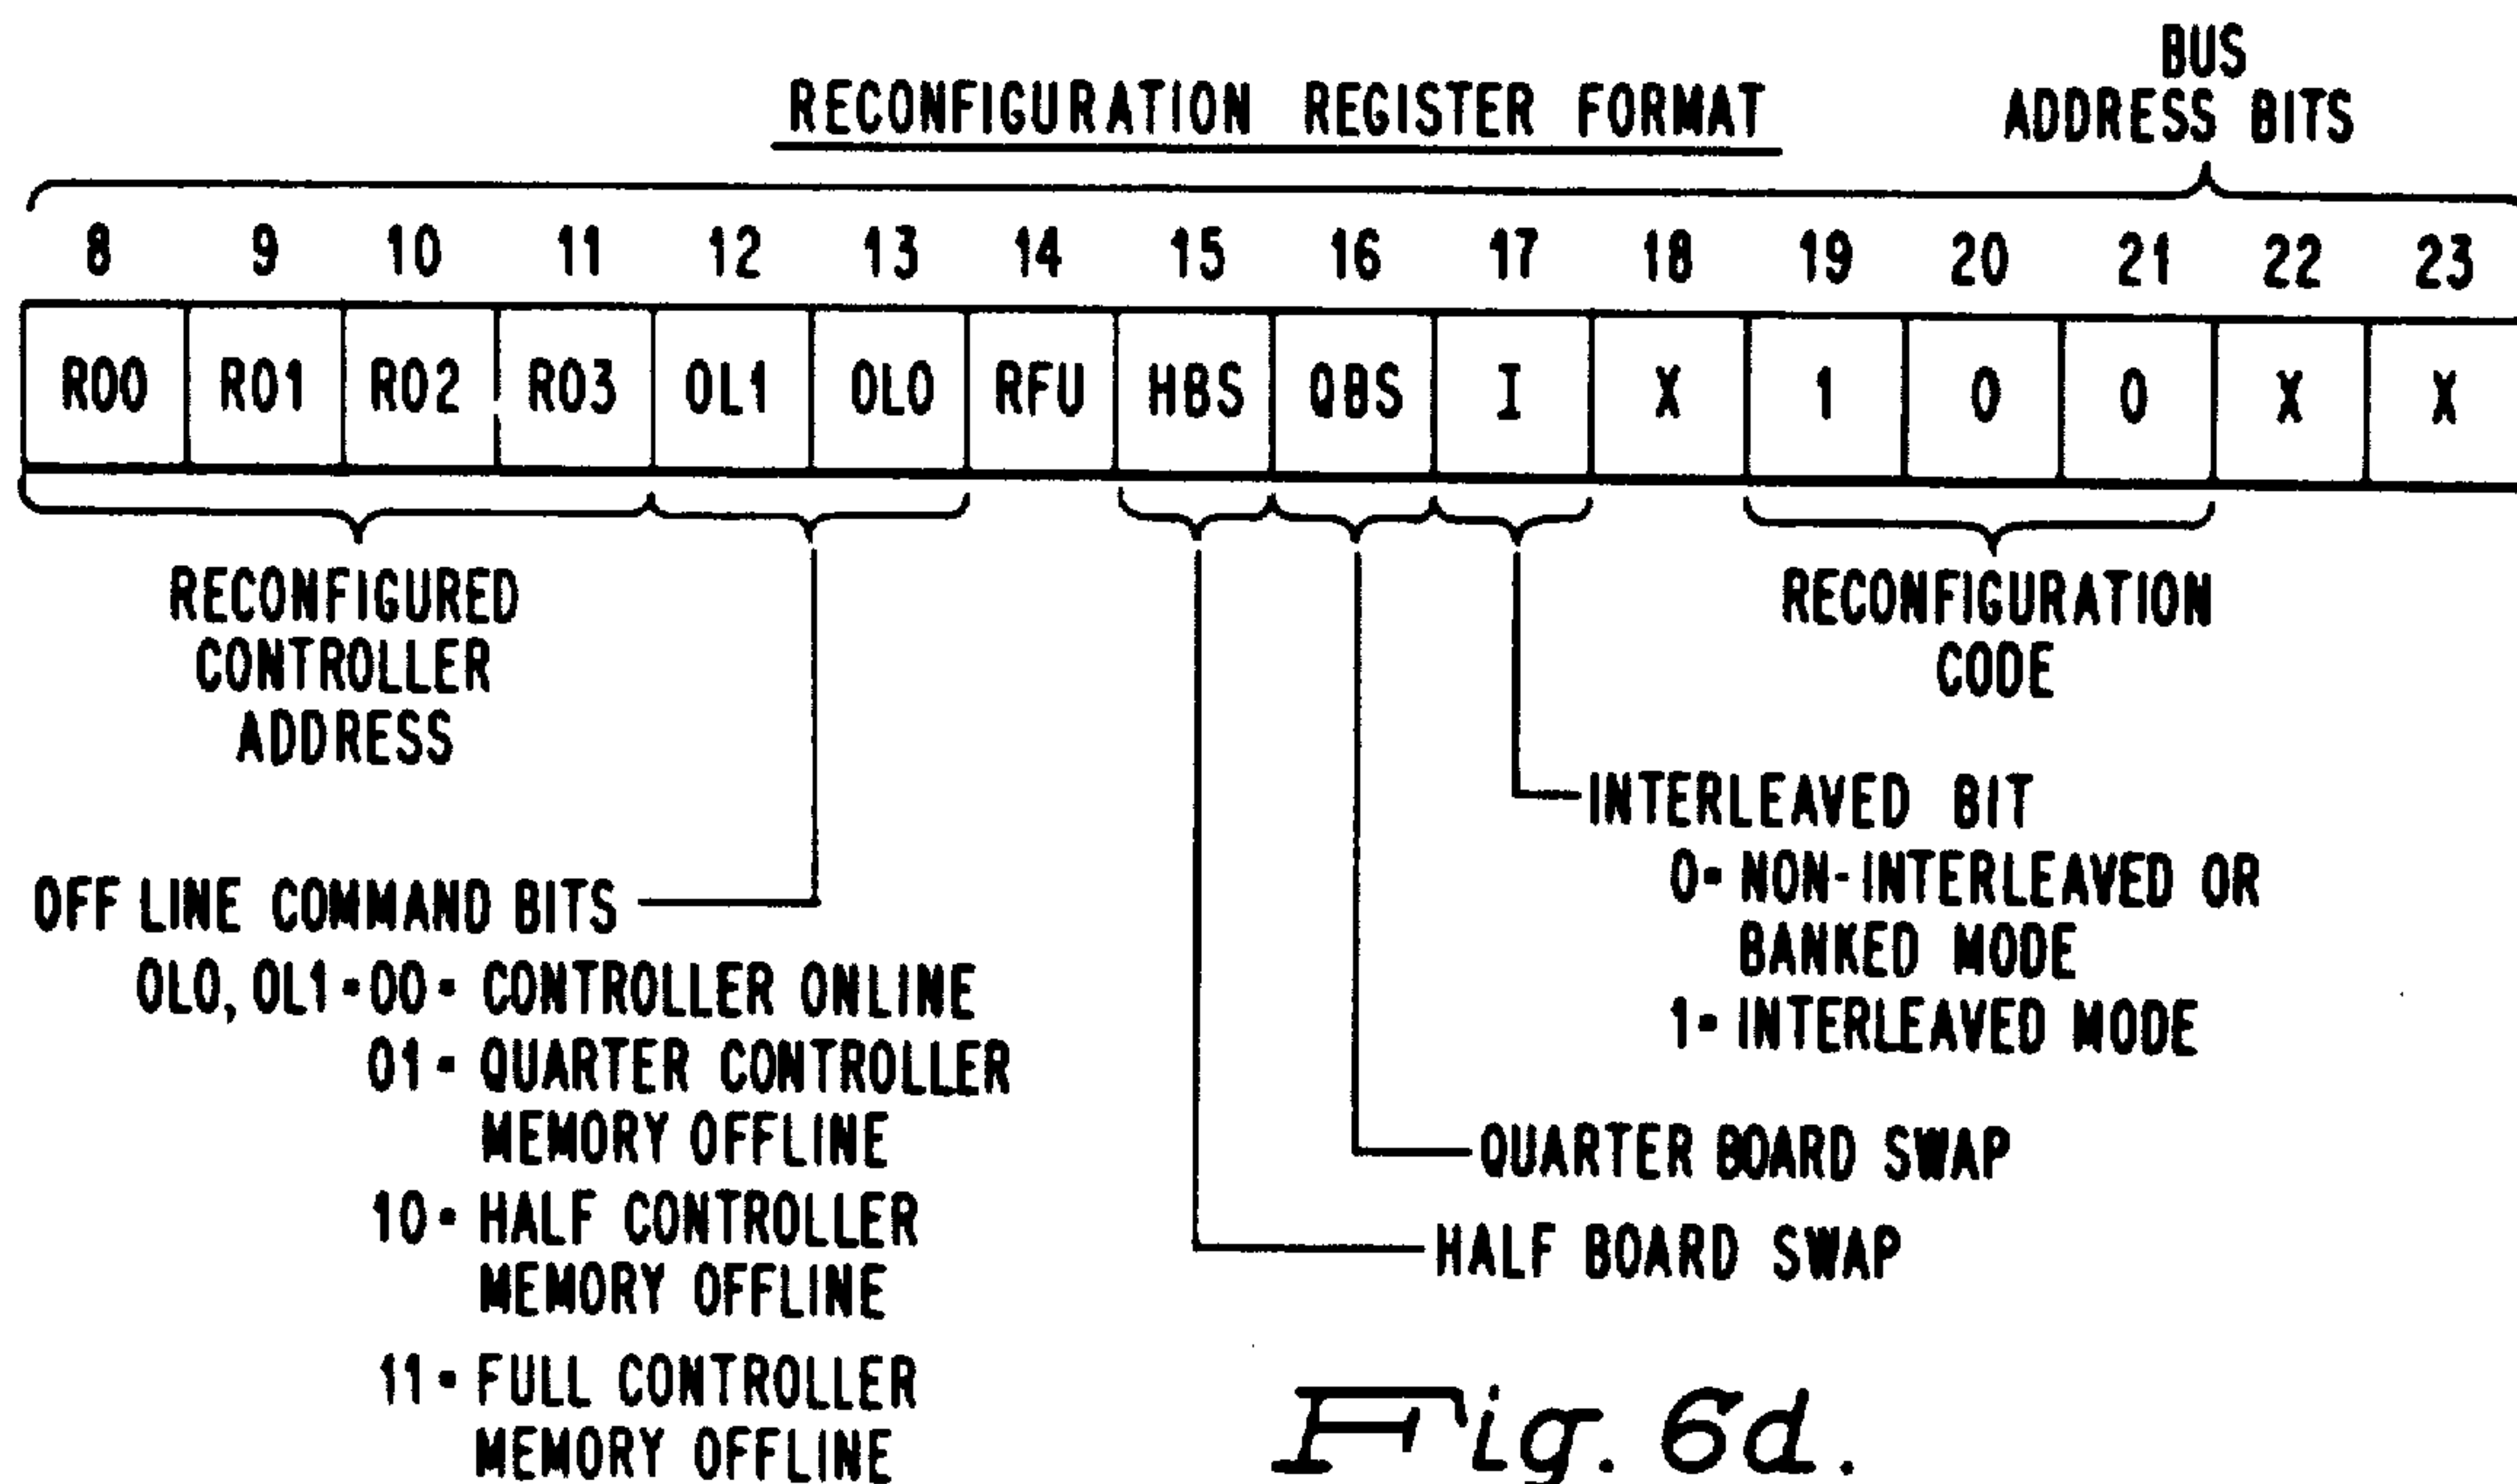 BUS
ADDRESS BITS
RECONFIGURATION REGISTER FORMAT
8 9 10 11 12 13 14 15 16 17 18 19 20 21 22 23
R00 R01 R02 R03 OL1 OL0 RFU HBS QBS I X 1 0 0 X X
RECONFIGURED
CONTROLLER
ADDRESS
RECONFIGURATION
CODE
INTERLEAVED BIT
0= NON-INTERLEAVED OR
BANKED MODE
1= INTERLEAVED MODE
OFF LINE COMMAND BITS
OL0, OL1=00= CONTROLLER ONLINE
01= QUARTER CONTROLLER
MEMORY OFFLINE
10= HALF CONTROLLER
MEMORY OFFLINE
11= FULL CONTROLLER
MEMORY OFFLINE
QUARTER BOARD SWAP
HALF BOARD SWAP
Fig. 6d.